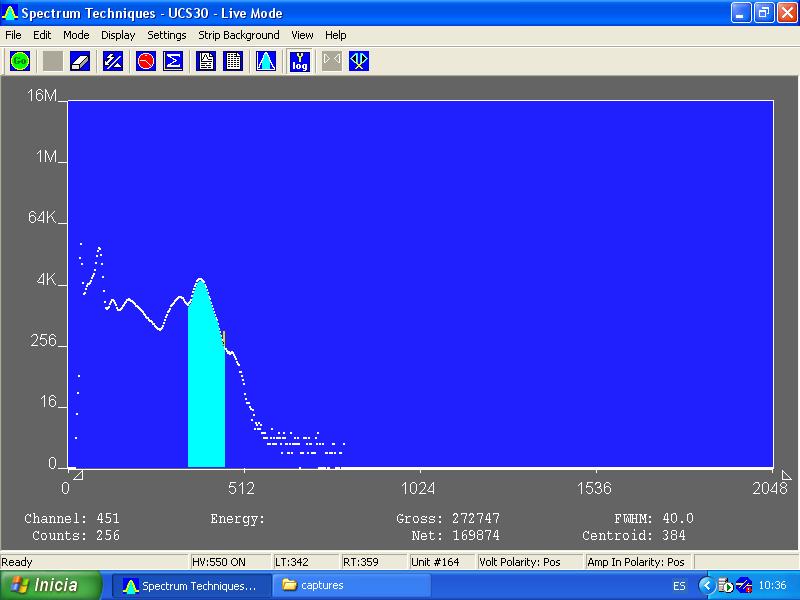 Spectrum Techniques - UCS30 - Live Mode
File Edit Mode Display Settings Strip Background View Help
Go Y log
16M
1M
64K
4K
256
16
0
0 512 1024 1536 2048
Channel: 451 Energy: Gross: 272747 FWHM: 40.0
Counts: 256 Net: 169874 Centroid: 384
Ready HV:550 ON LT:342 RT:359 Unit #164 Volt Polarity: Pos Amp In Polarity: Pos
Inicia Spectrum Techniques... captures ES 10:36